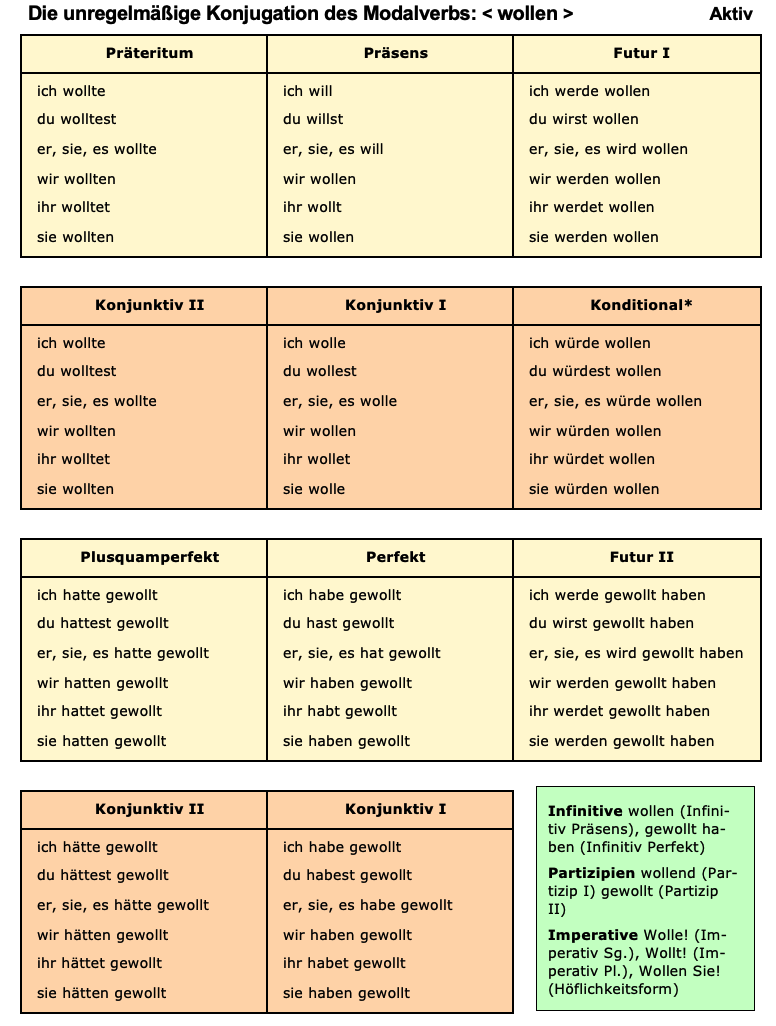 Die unregelmäßige Konjugation des Modalverbs: < wollen > Aktiv
Präteritum Präsens Futur I
ich wollte ich will ich werde wollen
du wolltest du willst du wirst wollen
er, sie, es wollte er, sie, es will er, sie, es wird wollen
wir wollten wir wollen wir werden wollen
ihr wolltet ihr wollt ihr werdet wollen
sie wollten sie wollen sie werden wollen
Konjunktiv II Konjunktiv I Konditional*
ich wollte ich wolle ich würde wollen
du wolltest du wollest du würdest wollen
er, sie, es wollte er, sie, es wolle er, sie, es würde wollen
wir wollten wir wollen wir würden wollen
ihr wolltet ihr wollet ihr würdet wollen
sie wollten sie wolle sie würden wollen
Plusquamperfekt Perfekt Futur II
ich hatte gewollt ich habe gewollt ich werde gewollt haben
du hattest gewollt du hast gewollt du wirst gewollt haben
er, sie, es hatte gewollt er, sie, es hat gewollt er, sie, es wird gewollt haben
wir hatten gewollt wir haben gewollt wir werden gewollt haben
ihr hattet gewollt ihr habt gewollt ihr werdet gewollt haben
sie hatten gewollt sie haben gewollt sie werden gewollt haben
Konjunktiv II Konjunktiv I
ich hätte gewollt ich habe gewollt
du hättest gewollt du habest gewollt
er, sie, es hätte gewollt er, sie, es habe gewollt
wir hätten gewollt wir haben gewollt
ihr hättet gewollt ihr habet gewollt
sie hätten gewollt sie haben gewollt
Infinitive wollen (Infini-
tiv Präsens), gewollt ha-
ben (Infinitiv Perfekt)
Partizipien wollend (Par-
tizip I) gewollt (Partizip
II)
Imperative Wolle! (Im-
perativ Sg.), Wollt! (Im-
perativ Pl.), Wollen Sie!
(Höflichkeitsform)